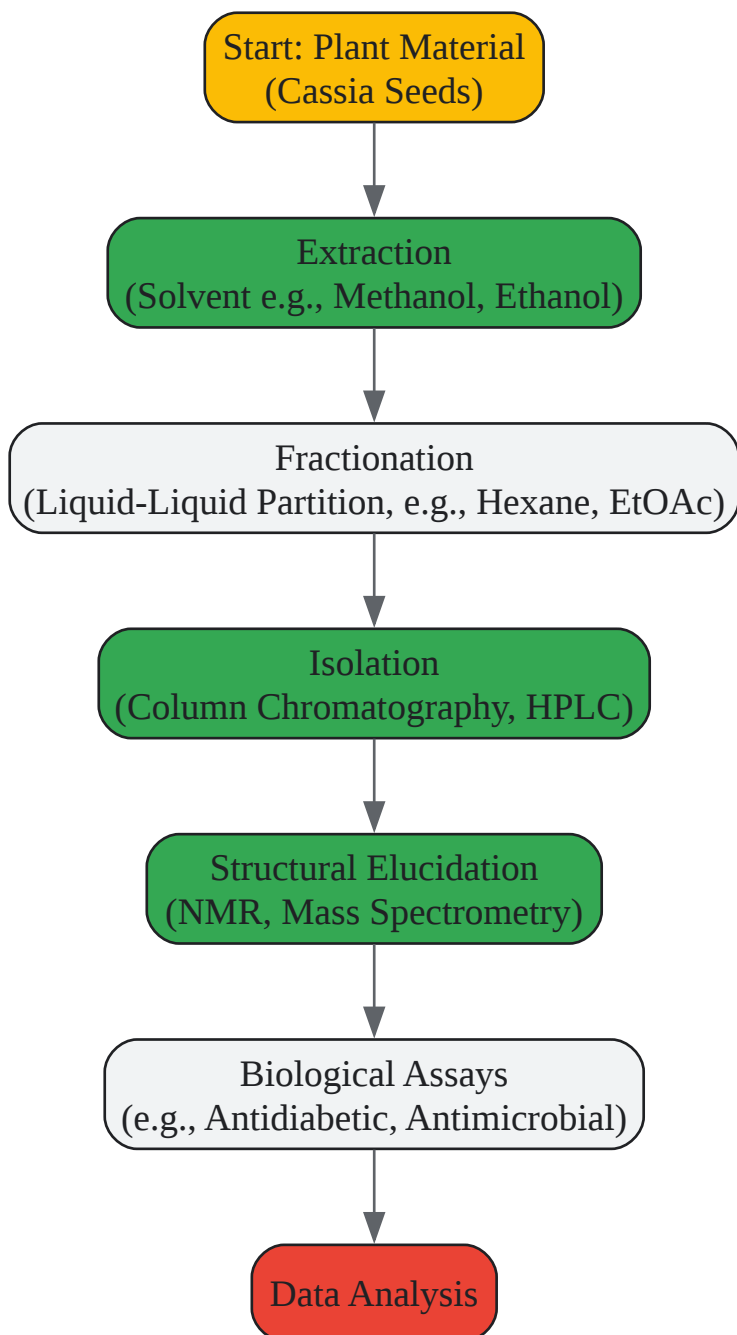 Start: Plant Material
(Cassia Seeds)
Extraction
(Solvent e.g., Methanol, Ethanol)
Fractionation
(Liquid-Liquid Partition, e.g., Hexane, EtOAc)
Isolation
(Column Chromatography, HPLC)
Structural Elucidation
(NMR, Mass Spectrometry)
Biological Assays
(e.g., Antidiabetic, Antimicrobial)
Data Analysis